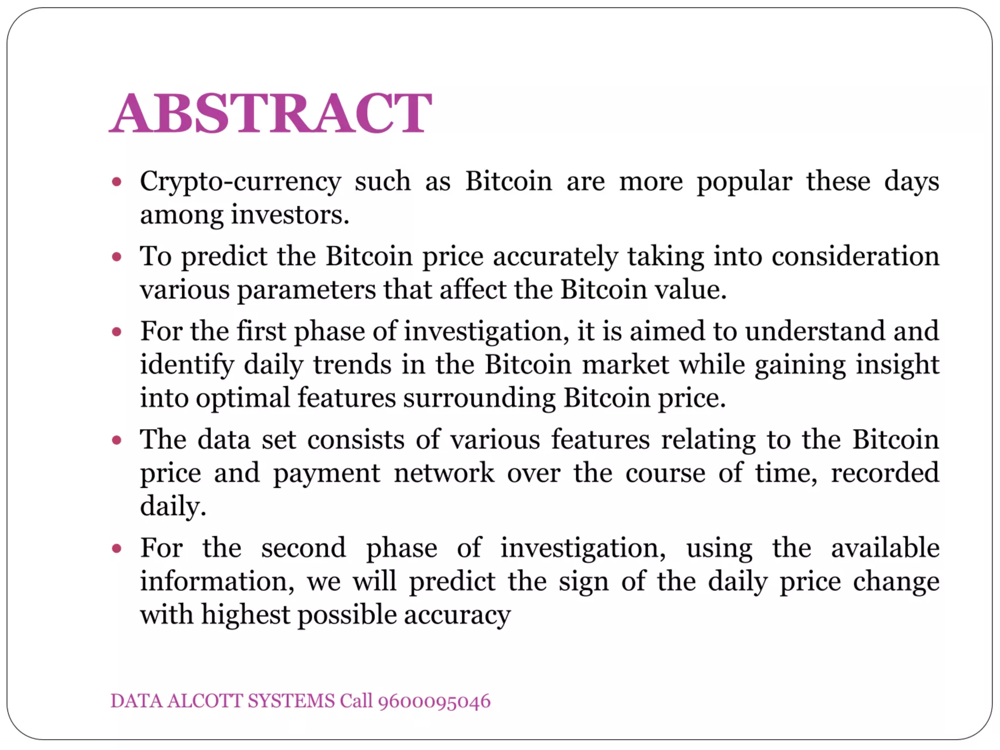 ABSTRACT
• Crypto-currency such as Bitcoin are more popular these days
among investors.
• To predict the Bitcoin price accurately taking into consideration
various parameters that affect the Bitcoin value.
• For the first phase of investigation, it is aimed to understand and
identify daily trends in the Bitcoin market while gaining insight
into optimal features surrounding Bitcoin price.
• The data set consists of various features relating to the Bitcoin
price and payment network over the course of time, recorded
daily.
• For the second phase of investigation, using the available
information, we will predict the sign of the daily price change
with highest possible accuracy
DATA ALCOTT SYSTEMS Call 9600095046